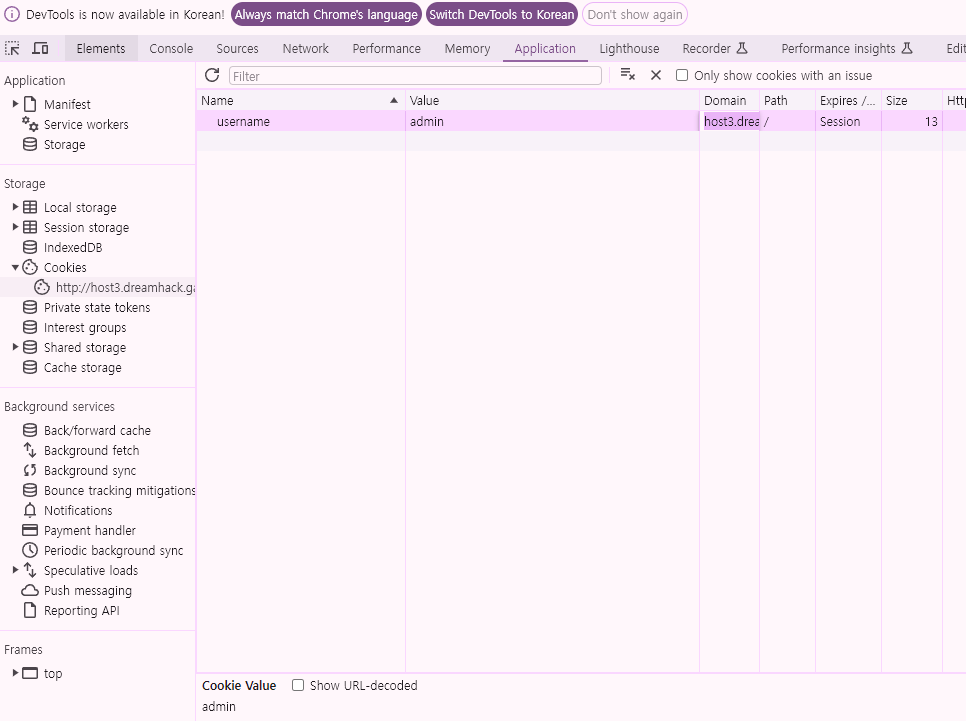 DevTools is now available in Korean! Always match Chrome's language Switch DevTools to Korean Don't show again
Elements Console Sources Network Performance Memory Application Lighthouse Recorder Performance insights Edit
Application
Manifest
Service workers
Storage
Storage
Local storage
Session storage
IndexedDB
Cookies
http://host3.dreamhack.ga
Private state tokens
Interest groups
Shared storage
Cache storage
Background services
Back/forward cache
Background fetch
Background sync
Bounce tracking mitigations
Notifications
Payment handler
Periodic background sync
Speculative loads
Push messaging
Reporting API
Frames
top
Filter Only show cookies with an issue
Name Value Domain Path Expires /... Size Http
username admin host3.drea / Session 13
Cookie Value Show URL-decoded
admin